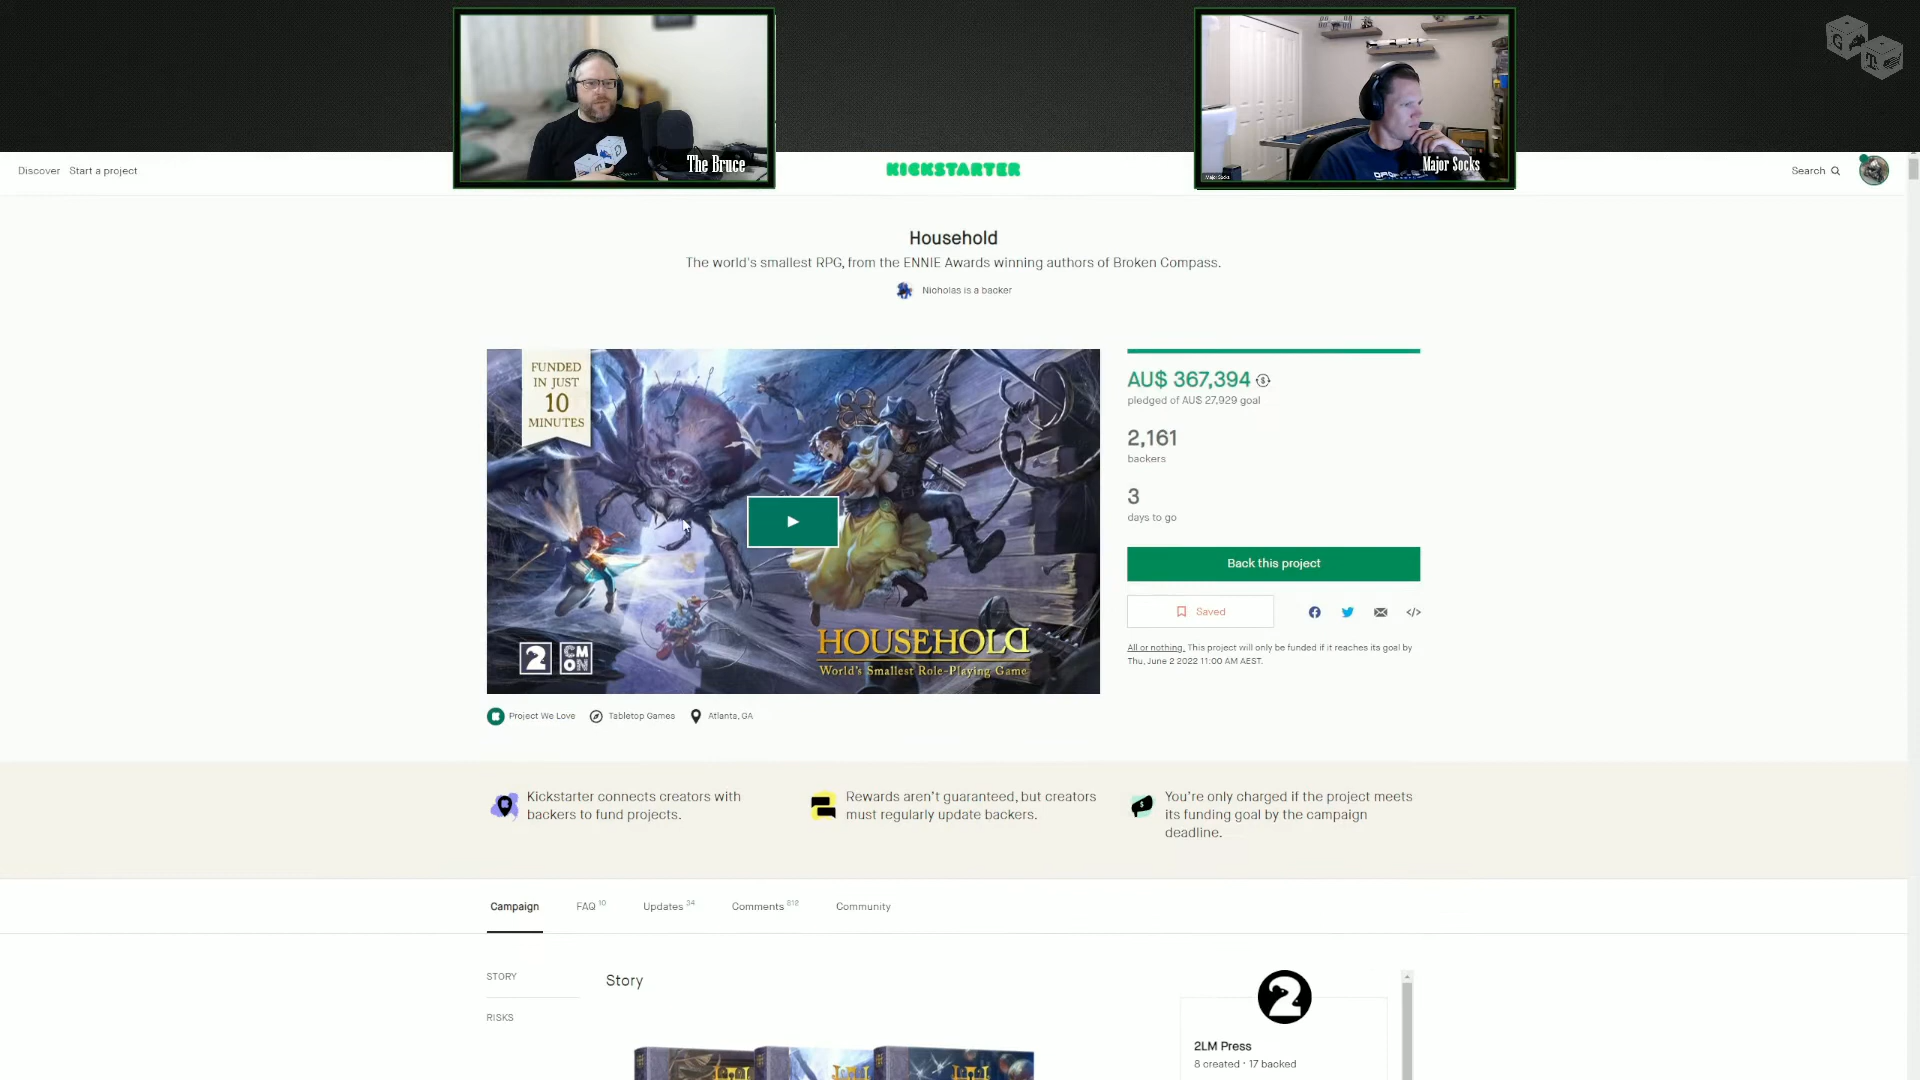 The Bruce
Major Socks
Major Socks
Discover
Start a project
KICKSTARTER
Search
Household
The world's smallest RPG, from the ENNIE Awards winning authors of Broken Compass.
Nicholas is a backer
FUNDED
IN JUST
10
MINUTES
2
CM
ON
HOUSEHOLD
World's Smallest Role-Playing Game
AU$ 367,394
pledged of AU$ 27,929 goal
2,161
backers
3
days to go
Back this project
Saved
All or nothing. This project will only be funded if it reaches its goal by
Thu, June 2 2022 11:00 AM AEST.
Project We Love
Tabletop Games
Atlanta, GA
Kickstarter connects creators with
backers to fund projects.
Rewards aren't guaranteed, but creators
must regularly update backers.
You're only charged if the project meets
its funding goal by the campaign
deadline.
Campaign
FAQ 10
Updates 34
Comments 812
Community
STORY
RISKS
Story
2
2LM Press
8 created · 17 backed